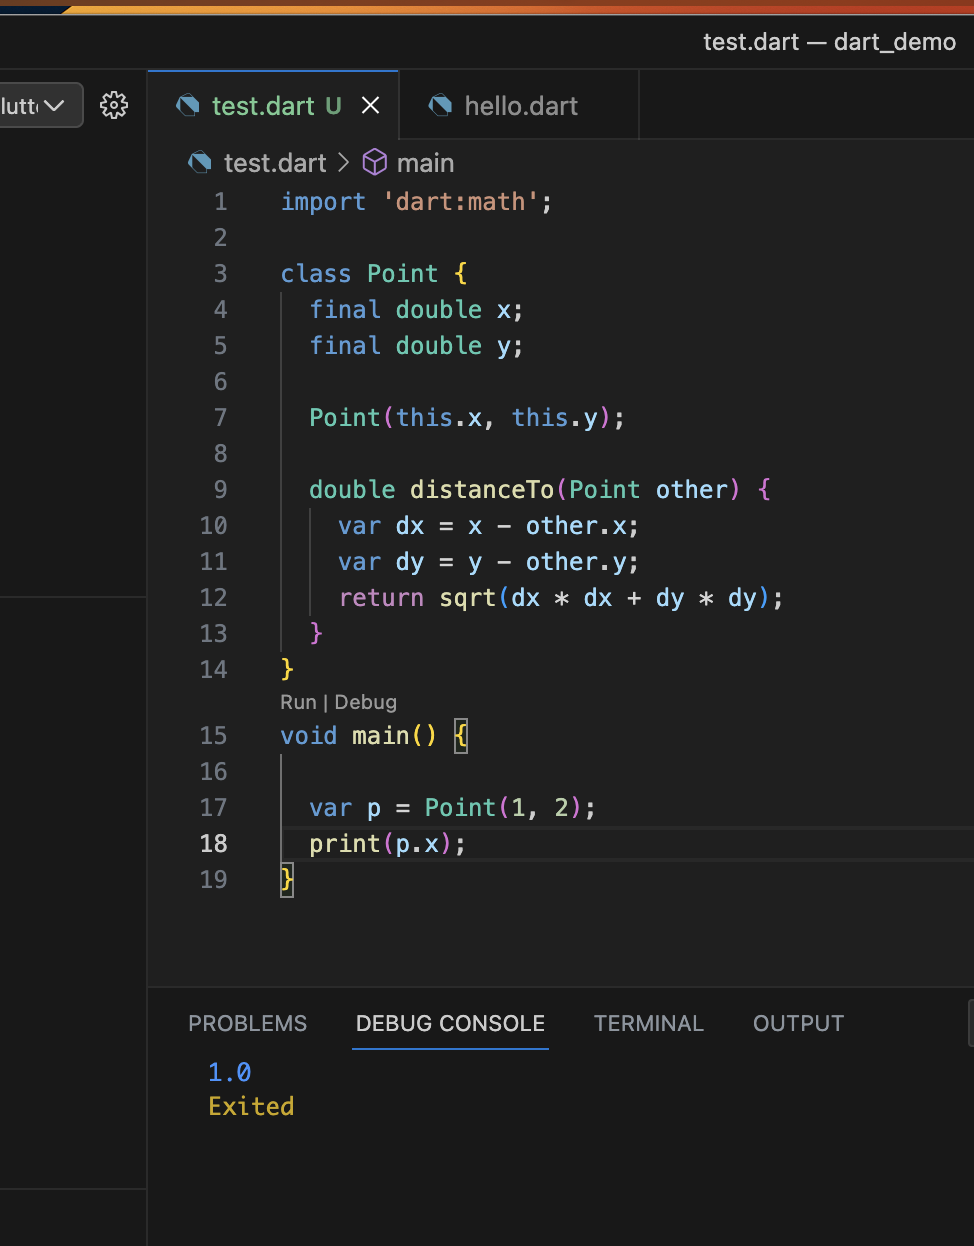 test.dart — dart_demo
test.dart U
hello.dart
test.dart > main
1 import 'dart:math';
2
3 class Point {
4   final double x;
5   final double y;
6
7   Point(this.x, this.y);
8
9   double distanceTo(Point other) {
10     var dx = x - other.x;
11     var dy = y - other.y;
12     return sqrt(dx * dx + dy * dy);
13   }
14 }
Run | Debug
15 void main() {
16
17   var p = Point(1, 2);
18   print(p.x);
19 }
PROBLEMS DEBUG CONSOLE TERMINAL OUTPUT
1.0
Exited